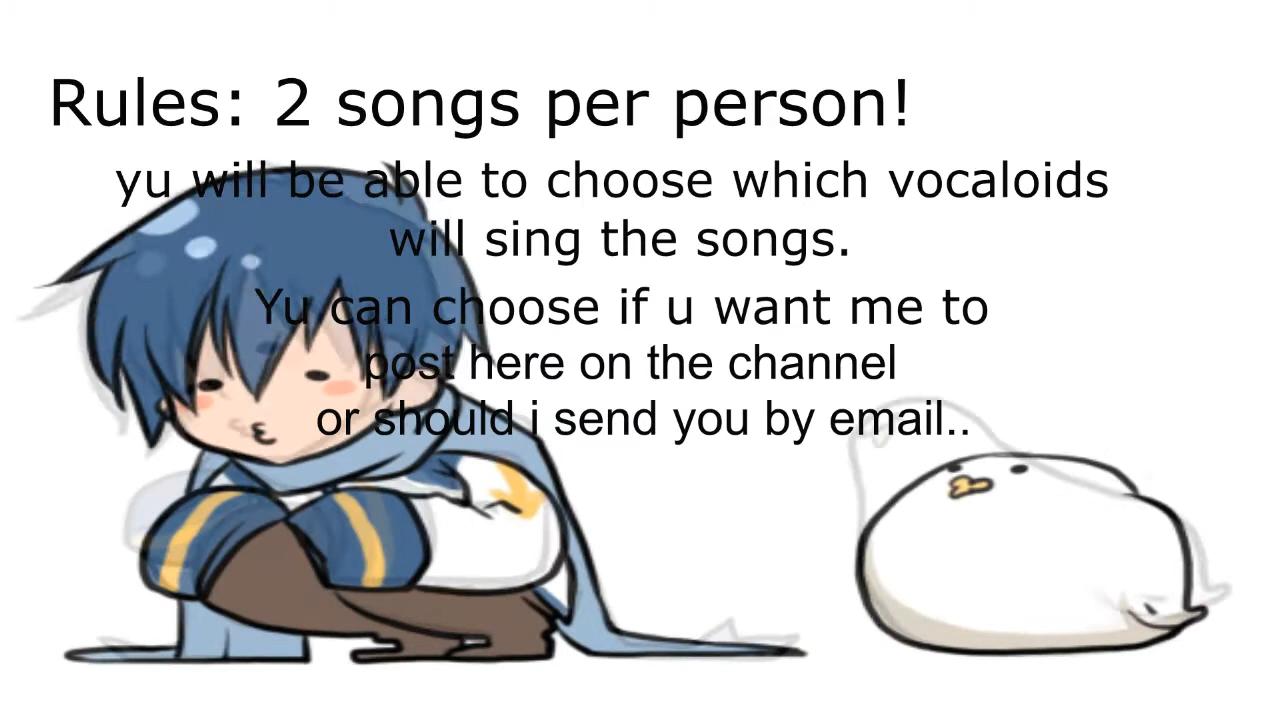 Rules: 2 songs per person!
yu will be able to choose which vocaloids
will sing the songs.
Yu can choose if u want me to
post here on the channel
or should i send you by email..